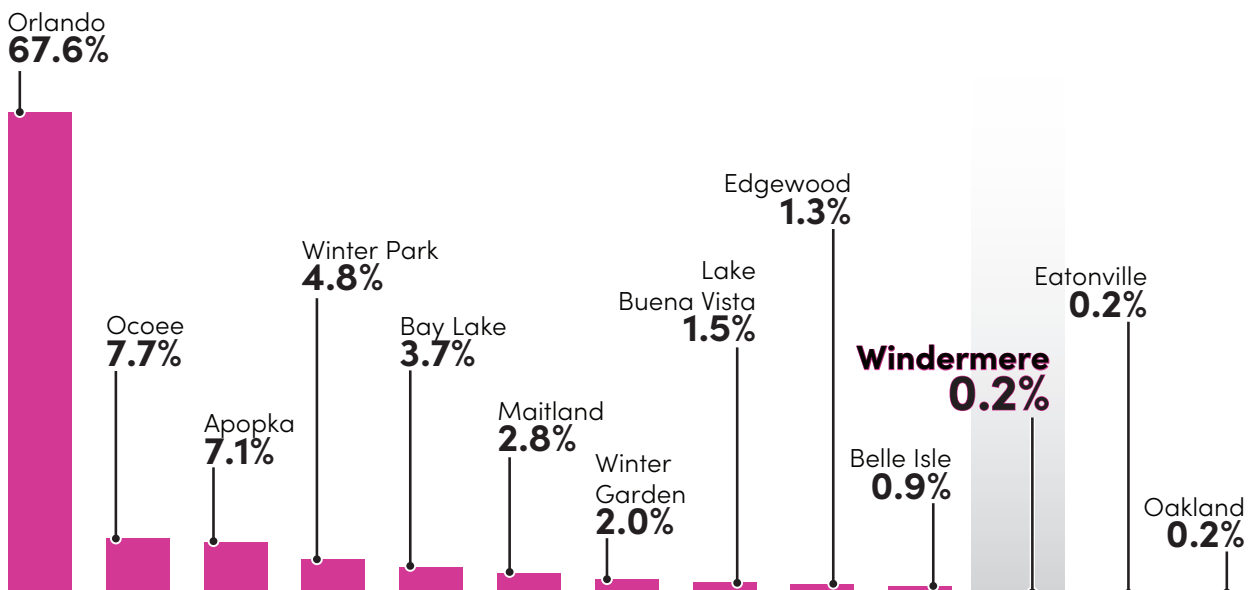 Orlando
67.6%
Ocoee
7.7%
Apopka
7.1%
Winter Park
4.8%
Bay Lake
3.7%
Maitland
2.8%
Winter
Garden
2.0%
Lake
Buena Vista
1.5%
Edgewood
1.3%
Belle Isle
0.9%
Windermere
0.2%
Eatonville
0.2%
Oakland
0.2%